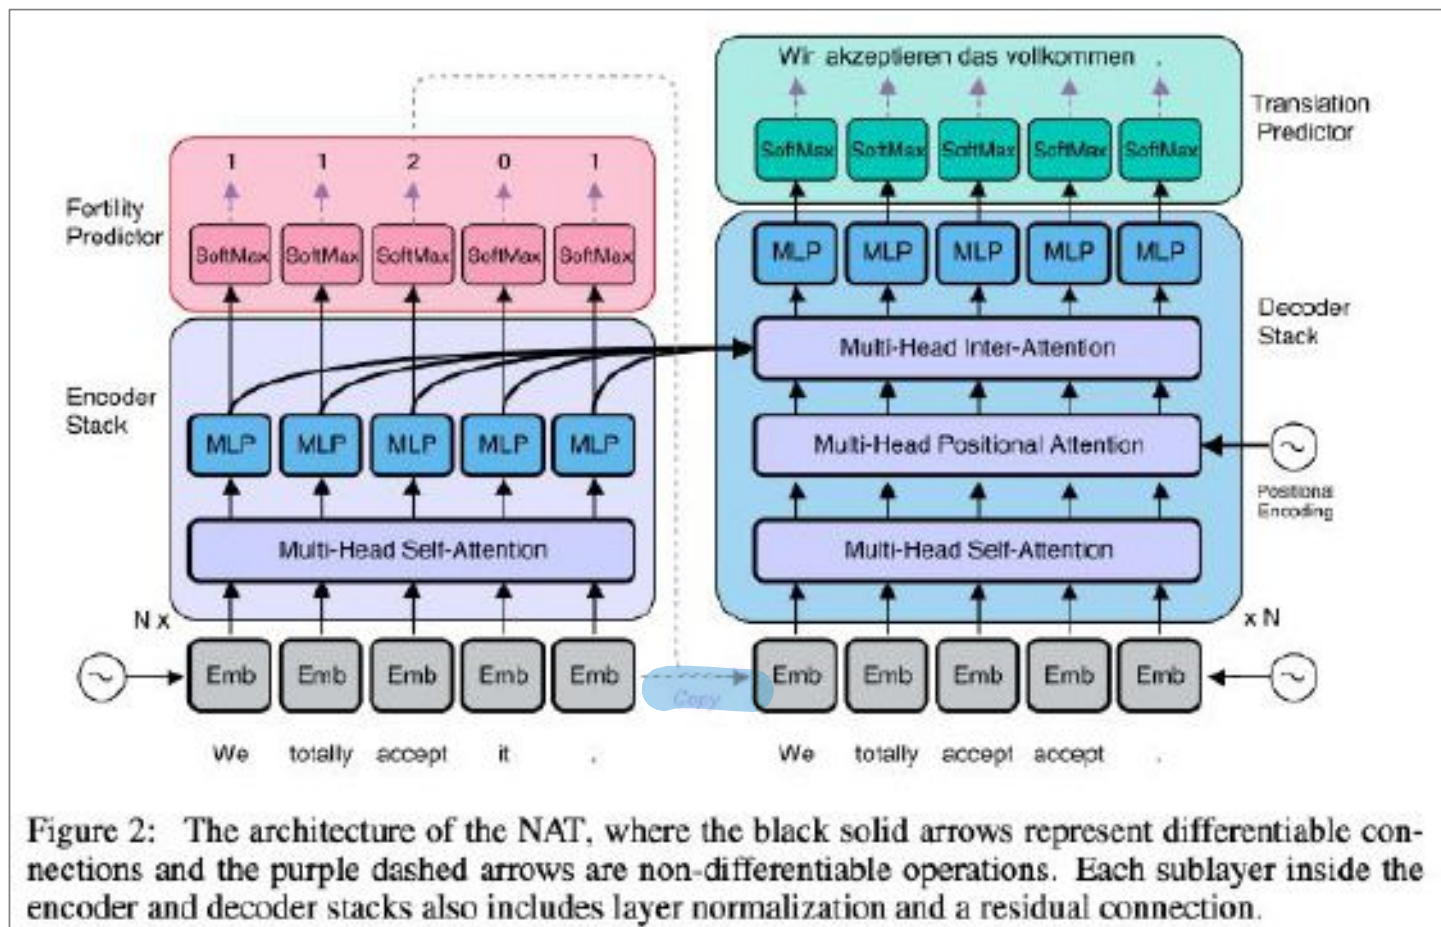 Wir akzeptieren das vollkommen .
Translation
Predictor
SoftMax SoftMax SoftMax SoftMax SoftMax
1 1 2 0 1
Fertility
Predictor
SoftMax SoftMax SoftMax SoftMax SoftMax
MLP MLP MLP MLP MLP
Decoder
Stack
Multi-Head Inter-Attention
Encoder
Stack
MLP MLP MLP MLP MLP
Multi-Head Positional Attention
Positional
Encoding
Multi-Head Self-Attention
Multi-Head Self-Attention
N x
x N
Emb Emb Emb Emb Emb
Copy
Emb Emb Emb Emb Emb
We totally accept it .
We totally accept accept .
Figure 2: The architecture of the NAT, where the black solid arrows represent differentiable con-
nections and the purple dashed arrows are non-differentiable operations. Each sublayer inside the
encoder and decoder stacks also includes layer normalization and a residual connection.